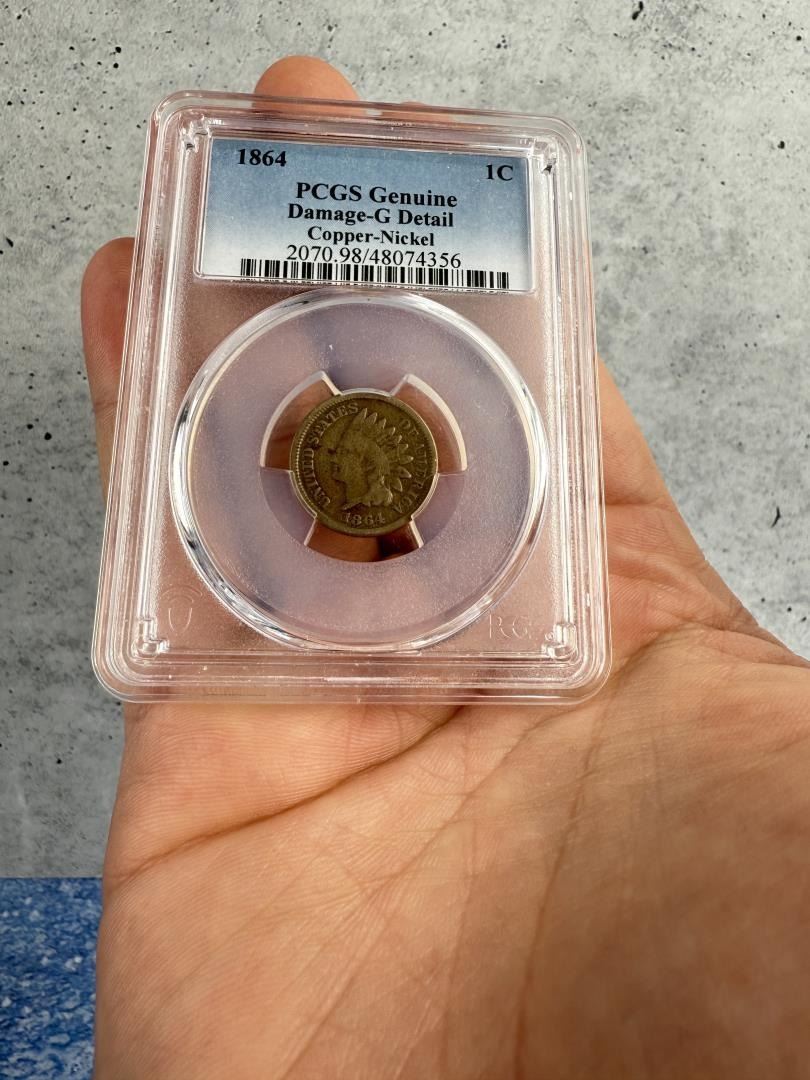 1864
1C
PCGS Genuine
Damage-G Detail
Copper-Nickel
2070.98/48074356
UNITED STATES
OF AMERICA
1864